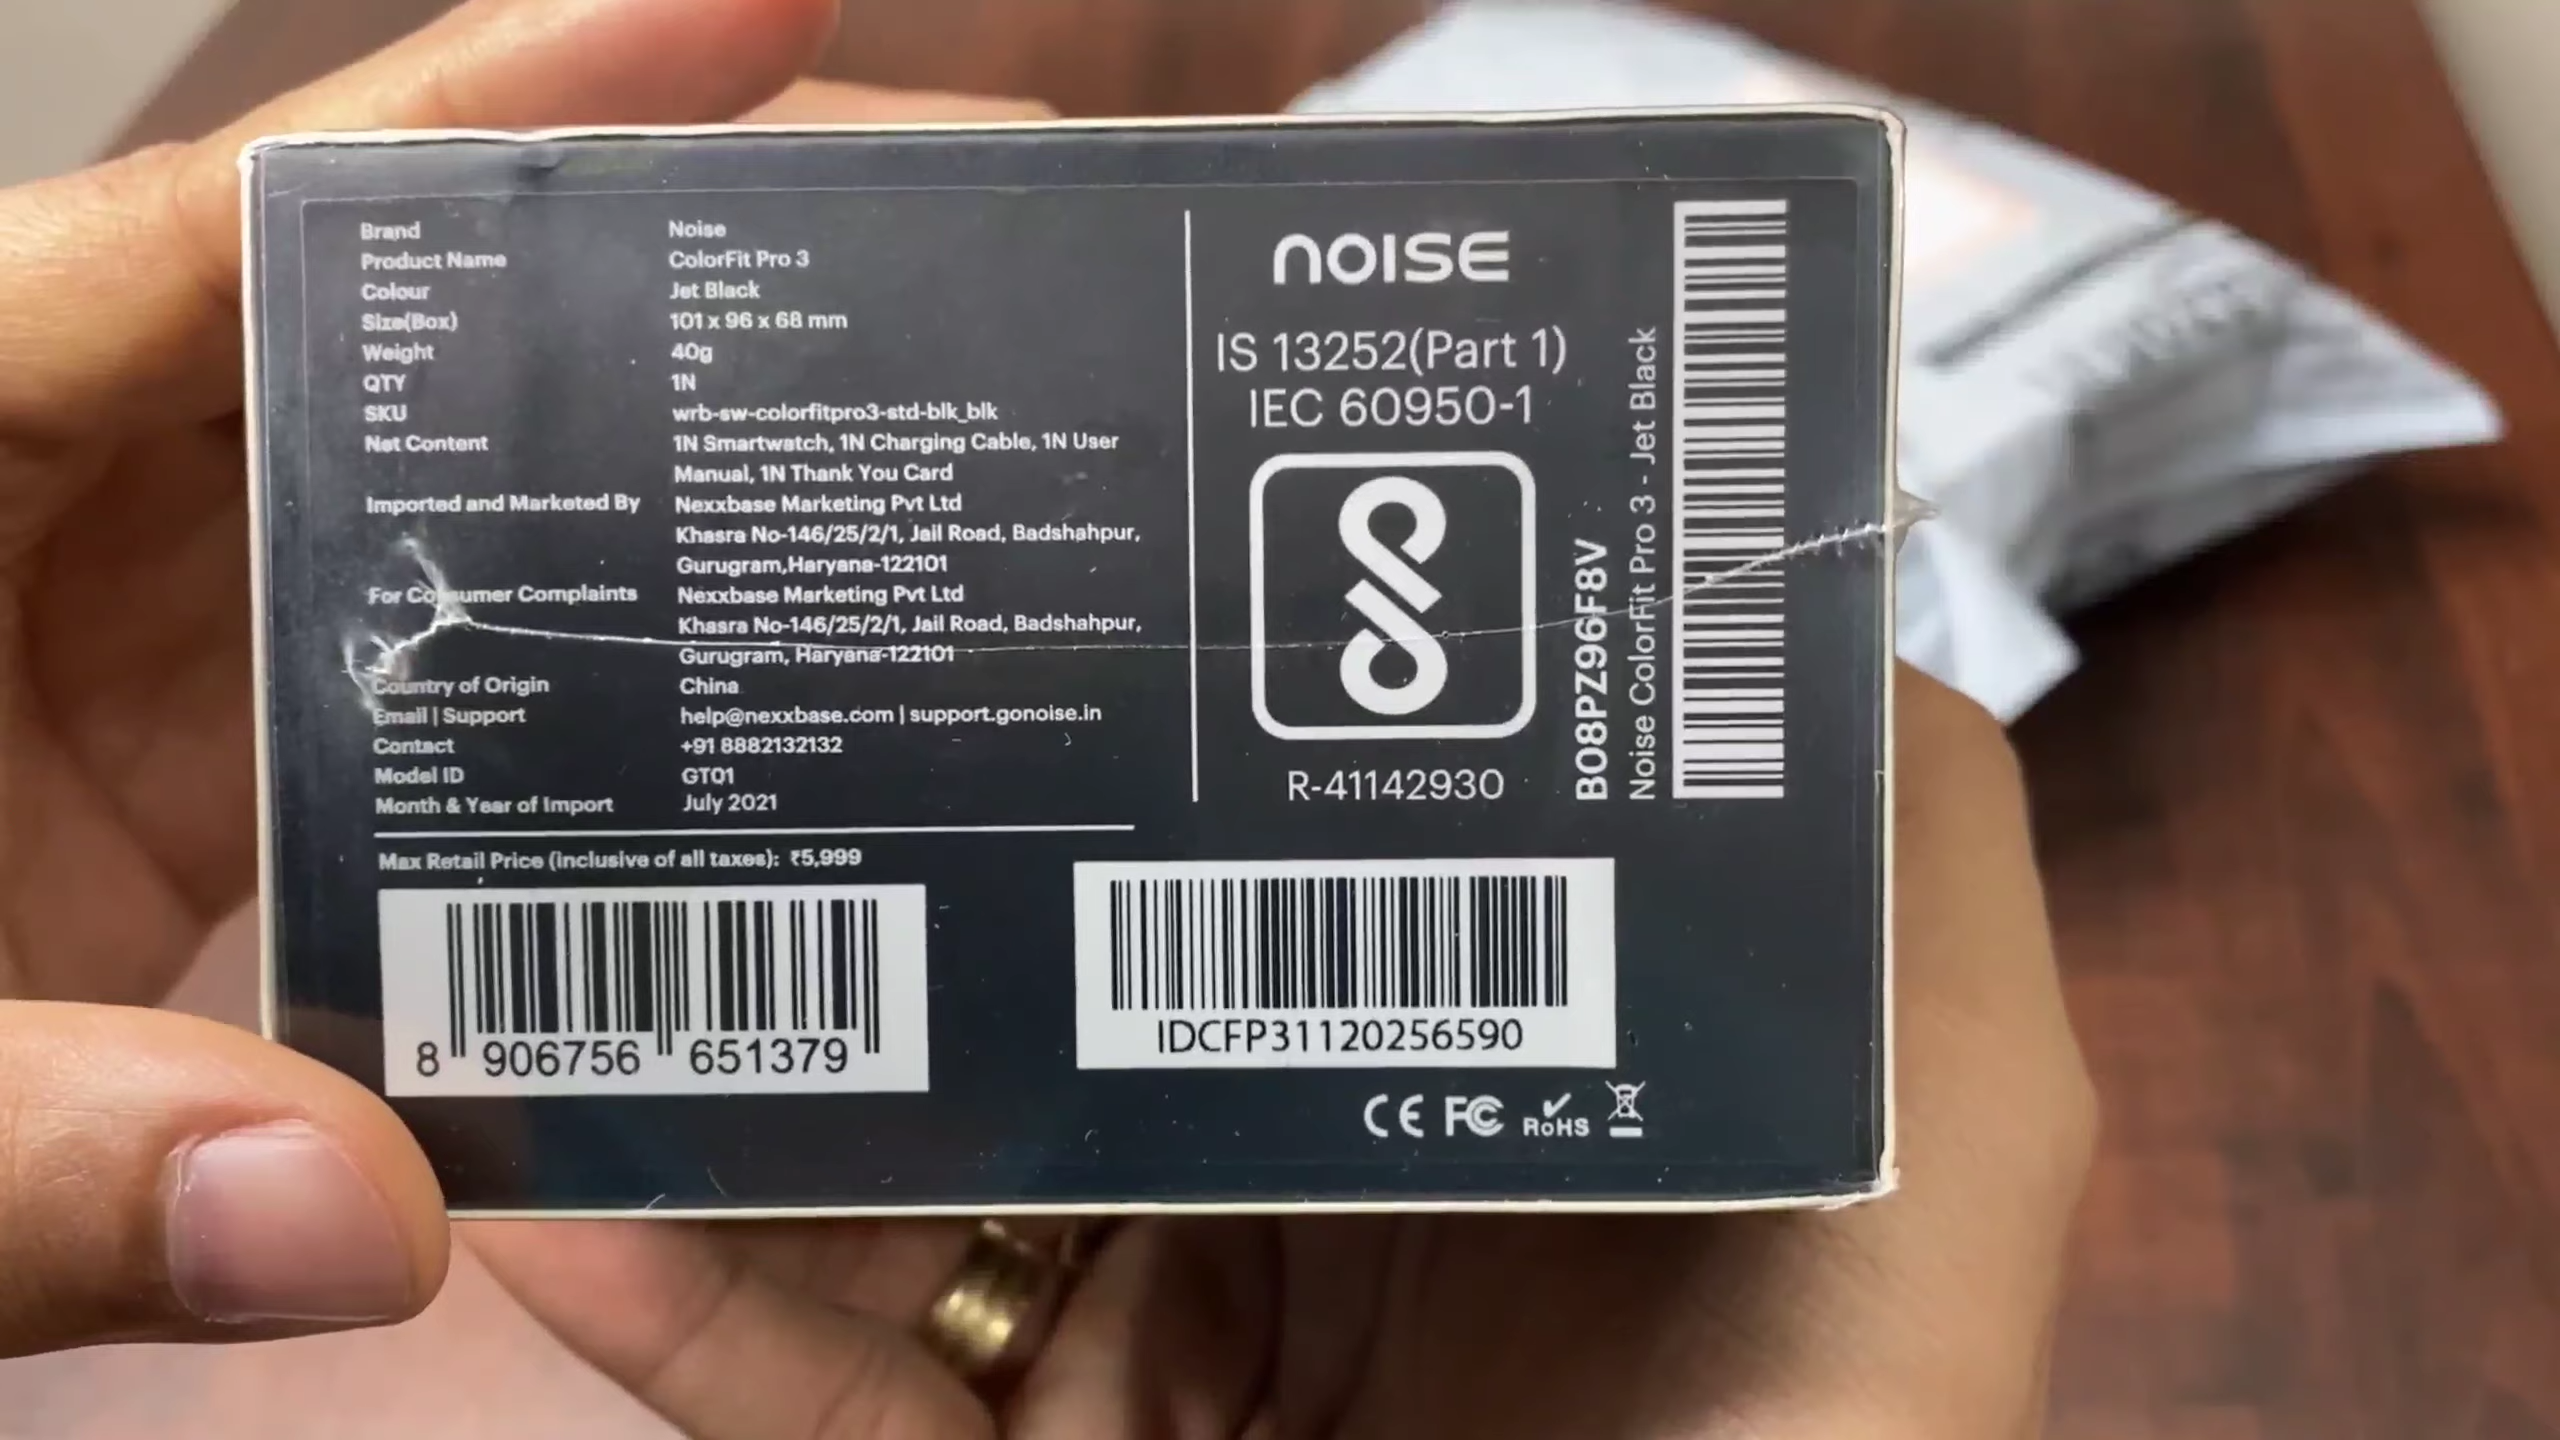 Brand Noise
Product Name ColorFit Pro 3
Colour Jet Black
Size(Box) 101 x 96 x 68 mm
Weight 40g
QTY 1N
SKU wrb-sw-colorfitpro3-std-blk_blk
Net Content 1N Smartwatch, 1N Charging Cable, 1N User
Manual, 1N Thank You Card
Imported and Marketed By Nexxbase Marketing Pvt Ltd
Khasra No-146/25/2/1, Jail Road, Badshahpur,
Gurugram,Haryana-122101
For Consumer Complaints Nexxbase Marketing Pvt Ltd
Khasra No-146/25/2/1, Jail Road, Badshahpur,
Gurugram, Haryana-122101
Country of Origin China
Email | Support help@nexxbase.com | support.gonoise.in
Contact +91 8882132132
Model ID GT01
Month & Year of Import July 2021
Max Retail Price (inclusive of all taxes): ₹5,999
8 906756 651379
NOISE
IS 13252(Part 1)
IEC 60950-1
R-41142930
B08PZ96F8V
Noise ColorFit Pro 3 - Jet Black
IDCFP31120256590
CE FC RoHS